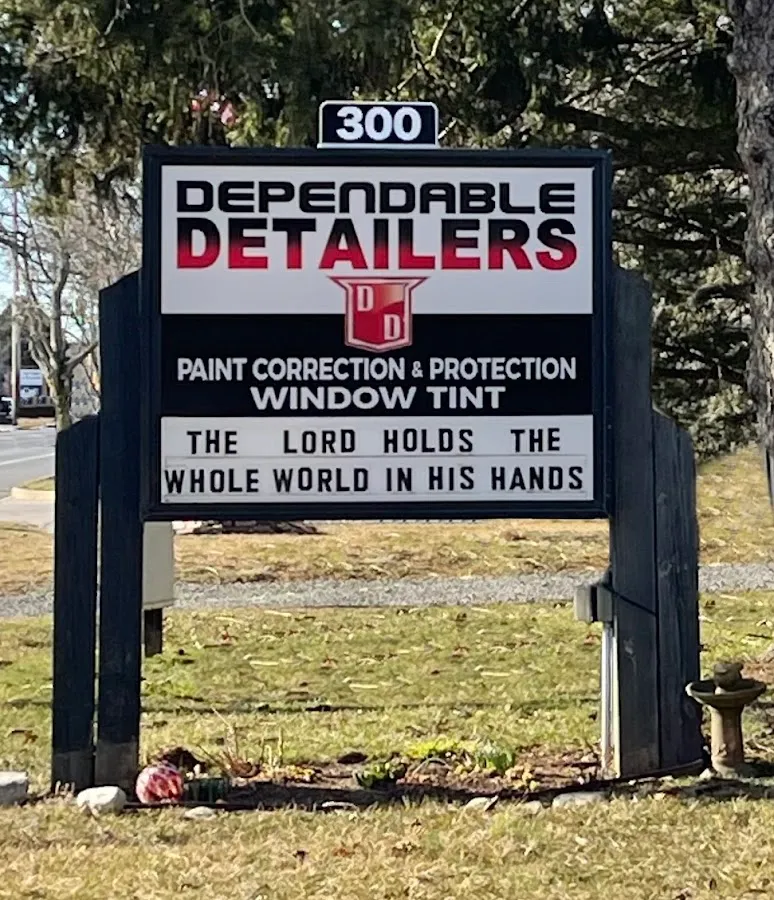 300
DEPENDABLE
DETAILERS
D
D
PAINT CORRECTION & PROTECTION
WINDOW TINT
THE LORD HOLDS THE
WHOLE WORLD IN HIS HANDS